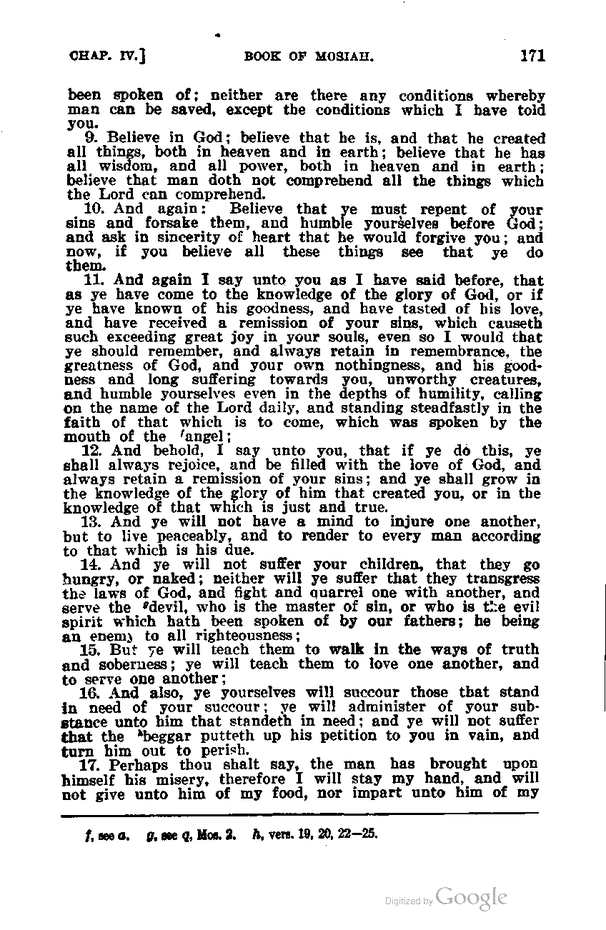 CHAP. IV.] BOOK OF MOSIAH. 171
been spoken of; neither are there any conditions whereby
man can be saved, except the conditions which I have told
you.
9. Believe in God; believe that he is, and that he created
all things, both in heaven and in earth; believe that he has
all wisdom, and all power, both in heaven and in earth;
believe that man doth not comprehend all the things which
the Lord can comprehend.
10. And again: Believe that ye must repent of your
sins and forsake them, and humble yourselves before God;
and ask in sincerity of heart that he would forgive you; and
now, if you believe all these things see that ye do
them.
11. And again I say unto you as I have said before, that
as ye have come to the knowledge of the glory of God, or if
ye have known of his goodness, and have tasted of his love,
and have received a remission of your sins, which causeth
such exceeding great joy in your souls, even so I would that
ye should remember, and always retain in remembrance, the
greatness of God, and your own nothingness, and his good-
ness and long suffering towards you, unworthy creatures,
and humble yourselves even in the depths of humility, calling
on the name of the Lord daily, and standing steadfastly in the
faith of that which is to come, which was spoken by the
mouth of the fangel;
12. And behold, I say unto you, that if ye do this, ye
shall always rejoice, and be filled with the love of God, and
always retain a remission of your sins; and ye shall grow in
the knowledge of the glory of him that created you, or in the
knowledge of that which is just and true.
13. And ye will not have a mind to injure one another,
but to live peaceably, and to render to every man according
to that which is his due.
14. And ye will not suffer your children, that they go
hungry, or naked; neither will ye suffer that they transgress
the laws of God, and fight and quarrel one with another, and
serve the gdevil, who is the master of sin, or who is the evil
spirit which hath been spoken of by our fathers; he being
an enemy to all righteousness;
15. But ye will teach them to walk in the ways of truth
and soberness; ye will teach them to love one another, and
to serve one another;
16. And also, ye yourselves will succour those that stand
in need of your succour; ye will administer of your sub-
stance unto him that standeth in need; and ye will not suffer
that the hbeggar putteth up his petition to you in vain, and
turn him out to perish.
17. Perhaps thou shalt say, the man has brought upon
himself his misery, therefore I will stay my hand, and will
not give unto him of my food, nor impart unto him of my
f, see a. g, see q, Mos. 2. h, vers. 19, 20, 22—25.
Digitized by Google